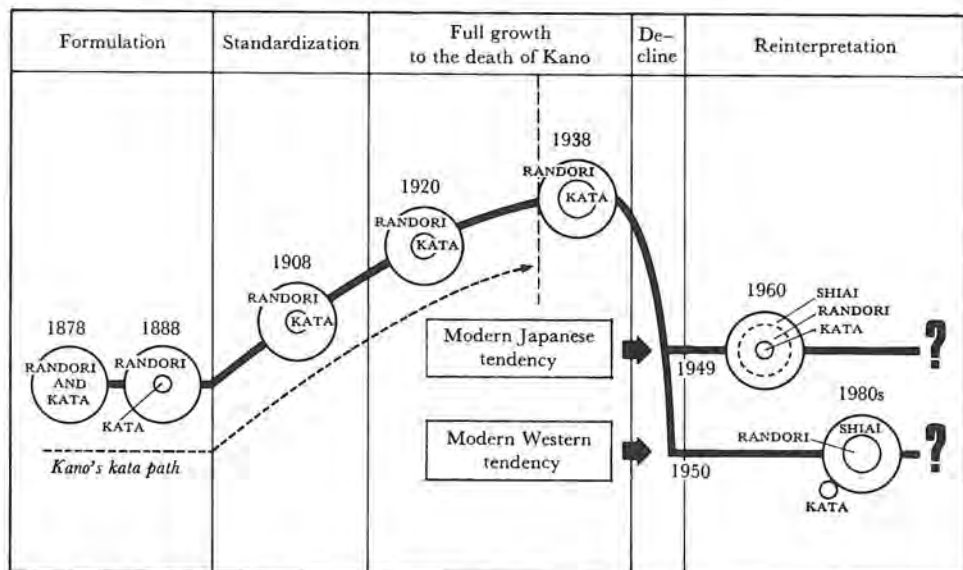 Formulation
Standardization
Full growth
to the death of Kano
De-
cline
Reinterpretation
1938
RANDORI
KATA
1920
RANDORI
KATA
1908
RANDORI
KATA
1960
SHIAI
RANDORI
KATA
1878
RANDORI
AND
KATA
1888
RANDORI
KATA
Modern Japanese
tendency
1949
?
1980s
SHIAI
RANDORI
KATA
Modern Western
tendency
1950
?
Kano's kata path